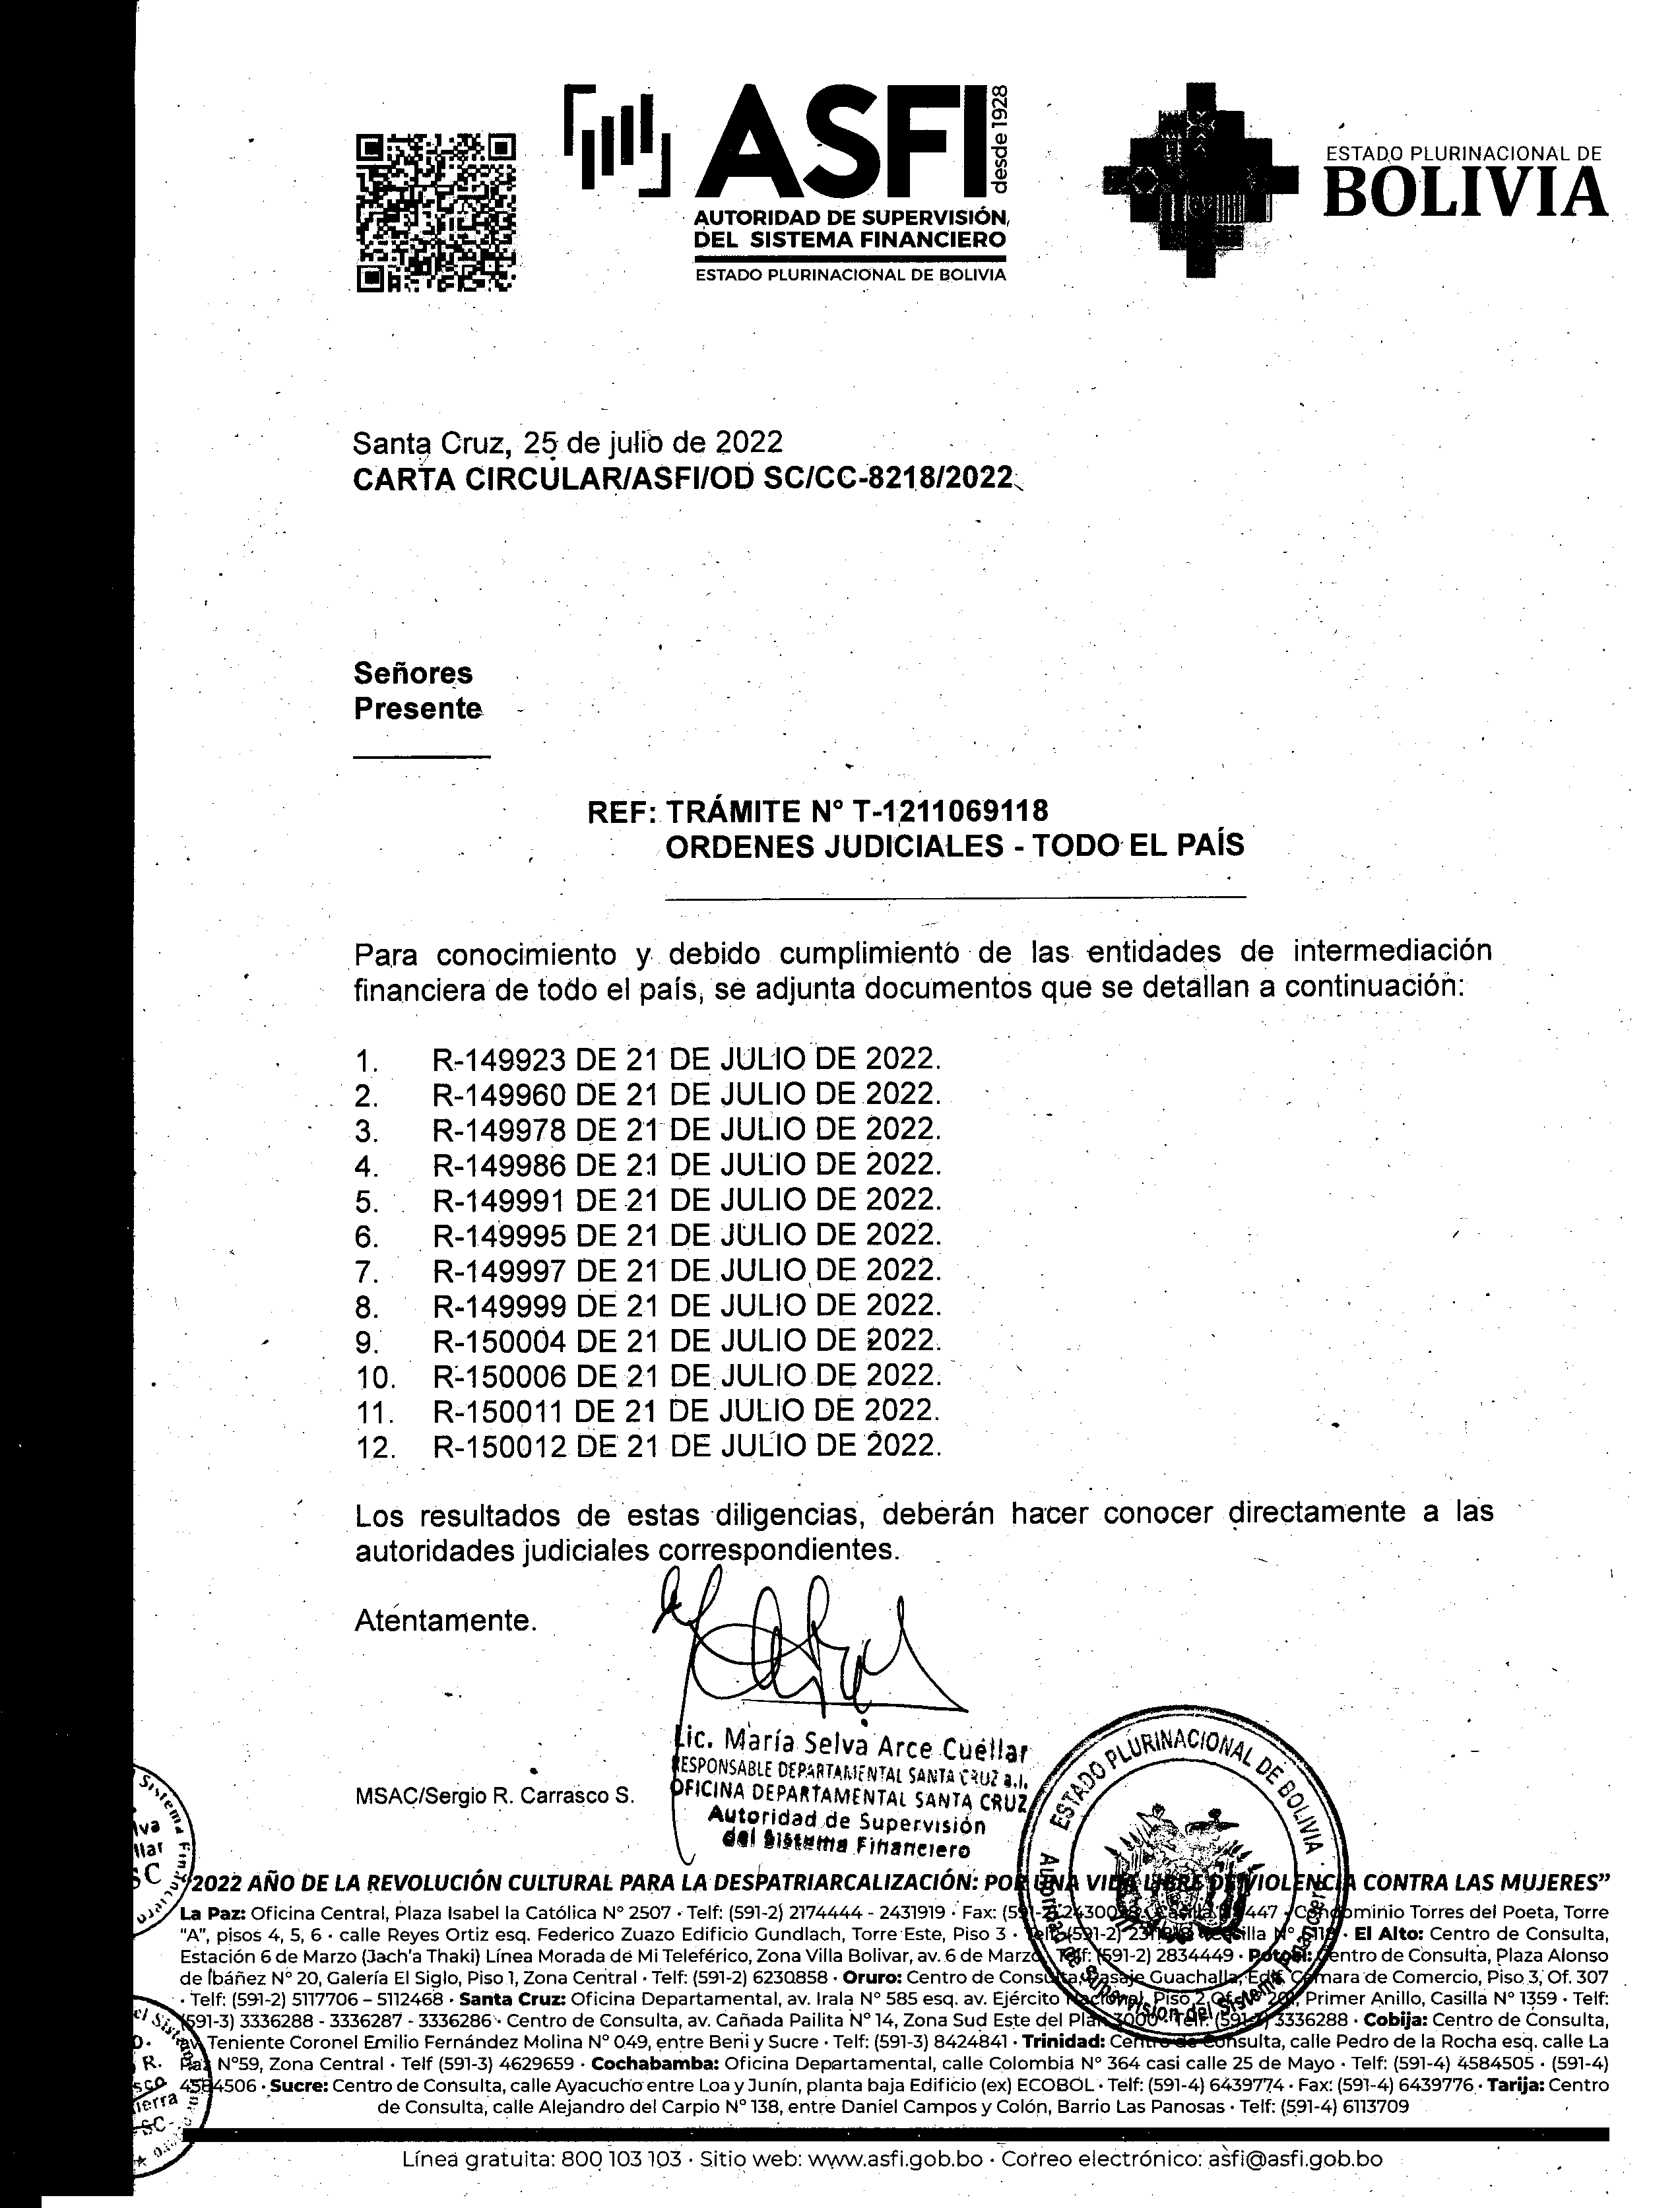 ASFI
desde 1928
AUTORIDAD DE SUPERVISIÓN
DEL SISTEMA FINANCIERO
ESTADO PLURINACIONAL DE BOLIVIA
ESTADO PLURINACIONAL DE
BOLIVIA
Santa Cruz, 25 de julio de 2022
CARTA CIRCULAR/ASFI/OD SC/CC-8218/2022
Señores
Presente
REF: TRÁMITE N° T-1211069118
ORDENES JUDICIALES - TODO EL PAÍS
Para conocimiento y debido cumplimiento de las entidades de intermediación
financiera de todo el país, se adjunta documentos que se detallan a continuación:
1. R-149923 DE 21 DE JULIO DE 2022.
2. R-149960 DE 21 DE JULIO DE 2022.
3. R-149978 DE 21 DE JULIO DE 2022.
4. R-149986 DE 21 DE JULIO DE 2022.
5. R-149991 DE 21 DE JULIO DE 2022.
6. R-149995 DE 21 DE JULIO DE 2022.
7. R-149997 DE 21 DE JULIO DE 2022.
8. R-149999 DE 21 DE JULIO DE 2022.
9. R-150004 DE 21 DE JULIO DE 2022.
10. R-150006 DE 21 DE JULIO DE 2022.
11. R-150011 DE 21 DE JULIO DE 2022.
12. R-150012 DE 21 DE JULIO DE 2022.
Los resultados de estas diligencias, deberán hacer conocer directamente a las
autoridades judiciales correspondientes.
Atentamente.
Lic. María Selva Arce Cuéllar
RESPONSABLE DEPARTAMENTAL SANTA CRUZ a.i.
OFICINA DEPARTAMENTAL SANTA CRUZ
Autoridad de Supervisión
del Sistema Financiero
MSAC/Sergio R. Carrasco S.
ESTADO PLURINACIONAL DE BOLIVIA
Autoridad de Supervisión del Sistema Financiero
"2022 AÑO DE LA REVOLUCIÓN CULTURAL PARA LA DESPATRIARCALIZACIÓN: POR UNA VIDA LIBRE DE VIOLENCIA CONTRA LAS MUJERES"
La Paz: Oficina Central, Plaza Isabel la Católica N° 2507 · Telf: (591-2) 2174444 - 2431919 · Fax: (591-2) Condominio Torres del Poeta, Torre
"A", pisos 4, 5, 6 · calle Reyes Ortiz esq. Federico Zuazo Edificio Gundlach, Torre Este, Piso 3 · Telf: (591-2) · El Alto: Centro de Consulta,
Estación 6 de Marzo (Jach'a Thaki) Línea Morada de Mi Teleférico, Zona Villa Bolivar, av. 6 de Marzo · Telf: (591-2) 2834449 · Potosí: Centro de Consulta, Plaza Alonso
de Íbáñez N° 20, Galería El Siglo, Piso 1, Zona Central · Telf: (591-2) 6230858 · Oruro: Centro de Consulta, Pasaje Guachalla, Edif. Cámara de Comercio, Piso 3, Of. 307
· Telf: (591-2) 5117706 – 5112468 · Santa Cruz: Oficina Departamental, av. Irala N° 585 esq. av. Ejército Nacional, Piso 2, Of. 201, Primer Anillo, Casilla N° 1359 · Telf:
(591-3) 3336288 - 3336287 - 3336286 · Centro de Consulta, av. Cañada Pailita N° 14, Zona Sud Este del Plan 3000 · Telf: 3336288 · Cobija: Centro de Consulta,
Teniente Coronel Emilio Fernández Molina N° 049, entre Beni y Sucre · Telf: (591-3) 8424841 · Trinidad: Centro de Consulta, calle Pedro de la Rocha esq. calle La
Paz N°59, Zona Central · Telf (591-3) 4629659 · Cochabamba: Oficina Departamental, calle Colombia N° 364 casi calle 25 de Mayo · Telf: (591-4) 4584505 · (591-4)
4584506 · Sucre: Centro de Consulta, calle Ayacucho entre Loa y Junín, planta baja Edificio (ex) ECOBOL · Telf: (591-4) 6439774 · Fax: (591-4) 6439776 · Tarija: Centro
de Consulta, calle Alejandro del Carpio N° 138, entre Daniel Campos y Colón, Barrio Las Panosas · Telf: (591-4) 6113709
Línea gratuita: 800 103 103 · Sitio web: www.asfi.gob.bo · Correo electrónico: asfi@asfi.gob.bo